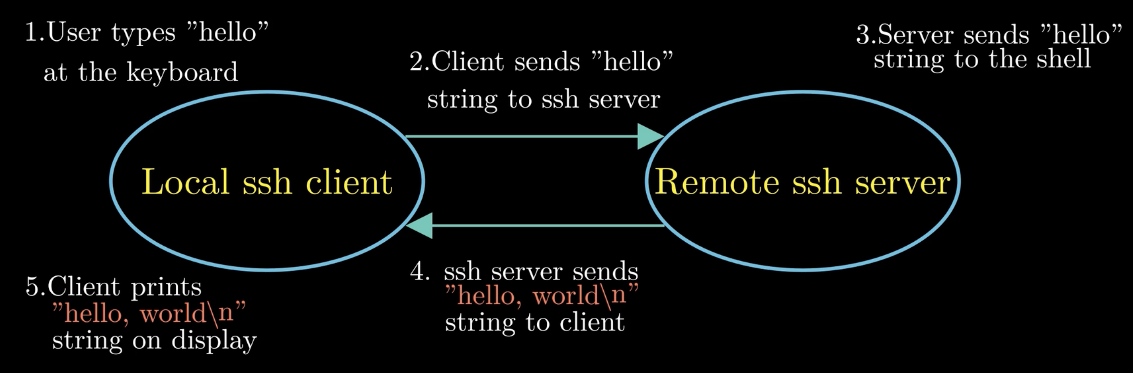 1.User types "hello"
at the keyboard
2.Client sends "hello"
string to ssh server
3.Server sends "hello"
string to the shell
Local ssh client
Remote ssh server
4. ssh server sends
"hello, world\n"
string to client
5.Client prints
"hello, world\n"
string on display